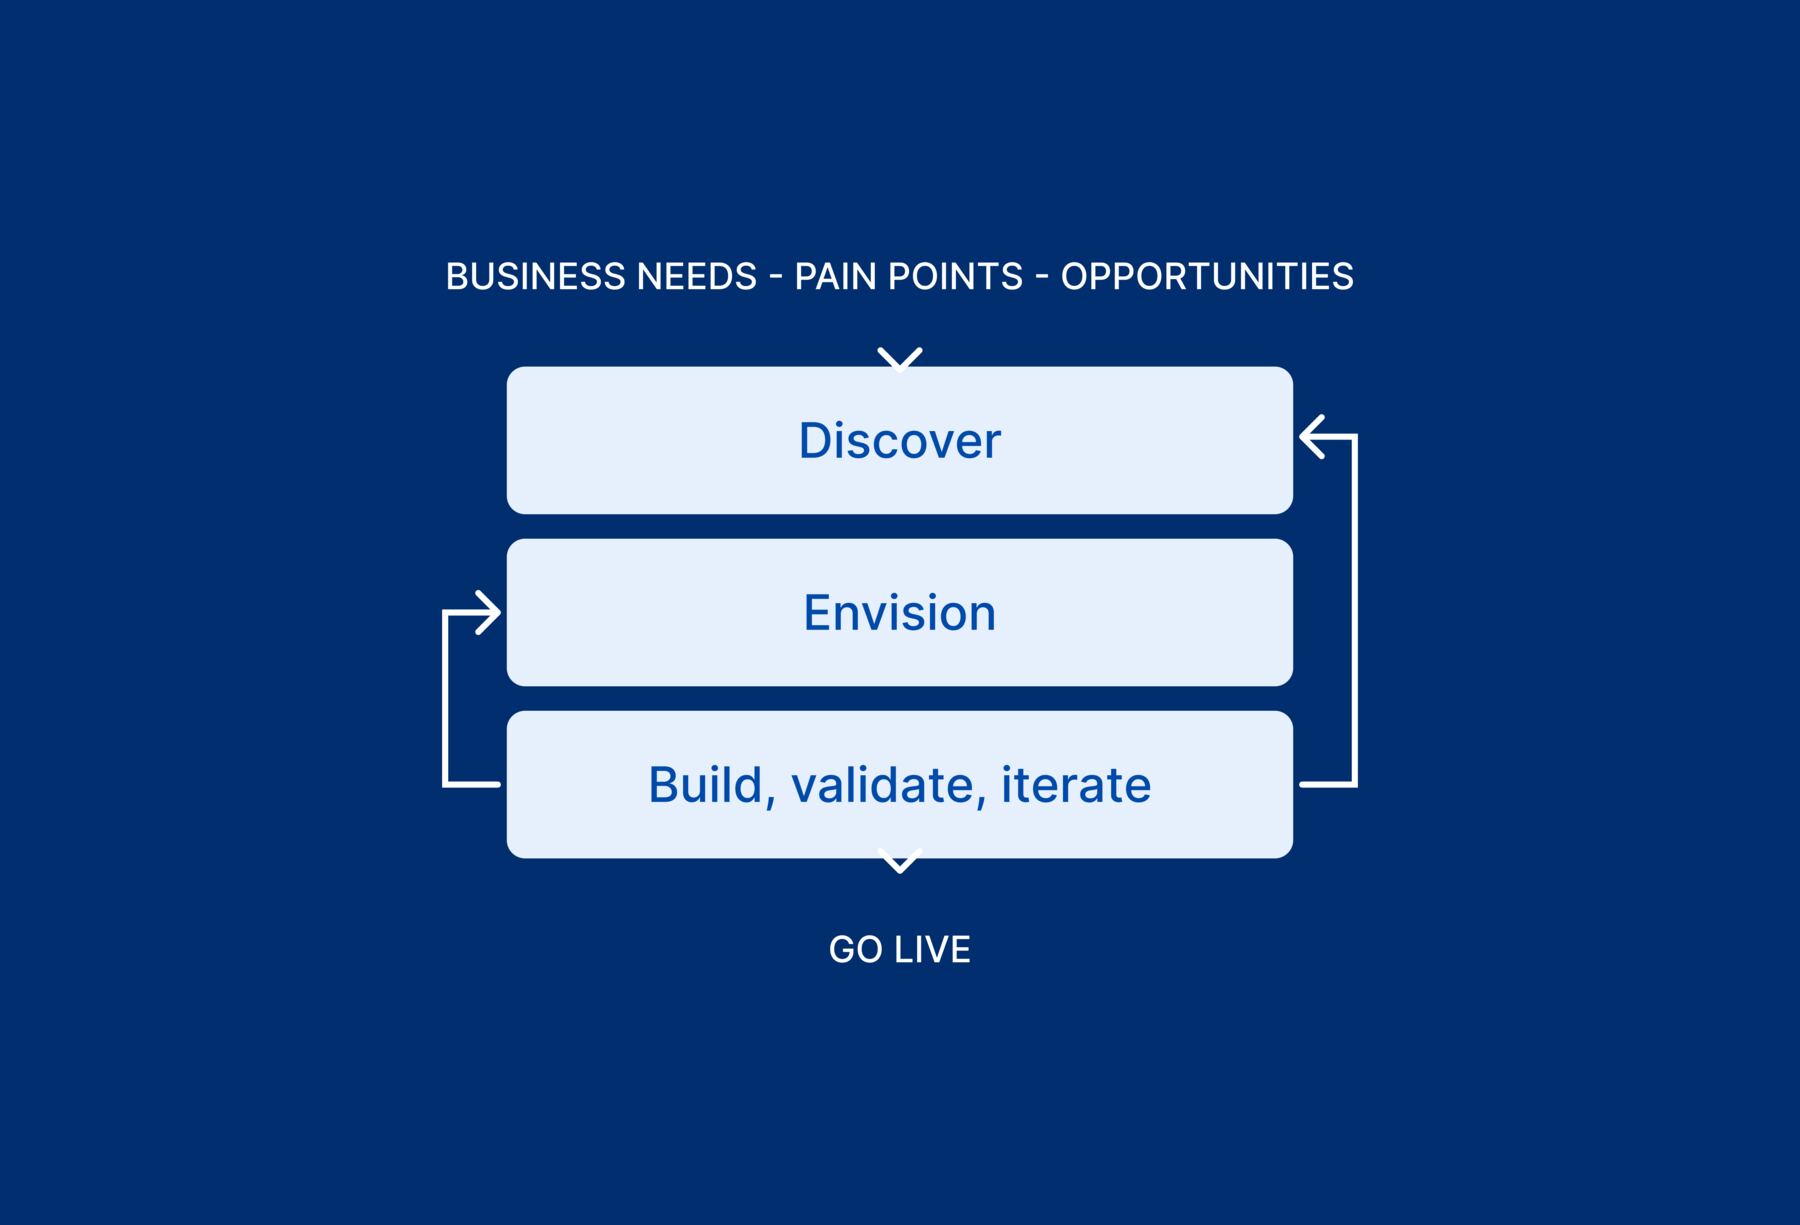 BUSINESS NEEDS - PAIN POINTS - OPPORTUNITIES
Discover
Envision
Build, validate, iterate
GO LIVE